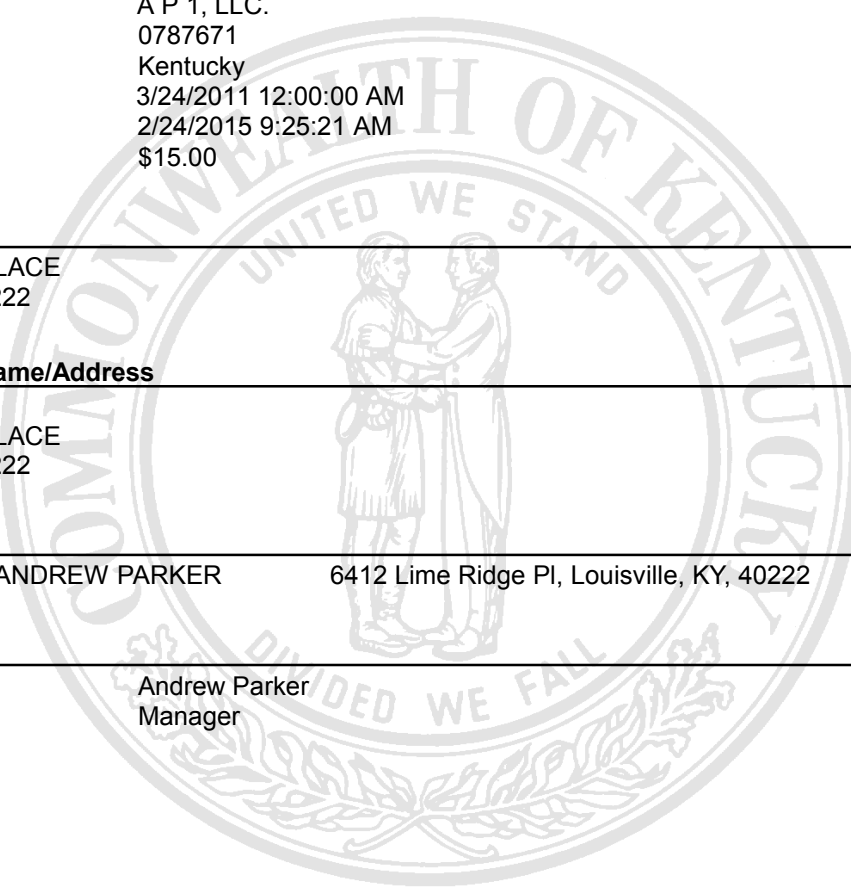 A P 1, LLC.
0787671
Kentucky
3/24/2011 12:00:00 AM
2/24/2015 9:25:21 AM
$15.00
COMMONWEALTH OF KENTUCKY
UNITED WE STAND
LACE
222
ame/Address
LACE
222
ANDREW PARKER 6412 Lime Ridge Pl, Louisville, KY, 40222
DIVIDED WE FALL
Andrew Parker
Manager